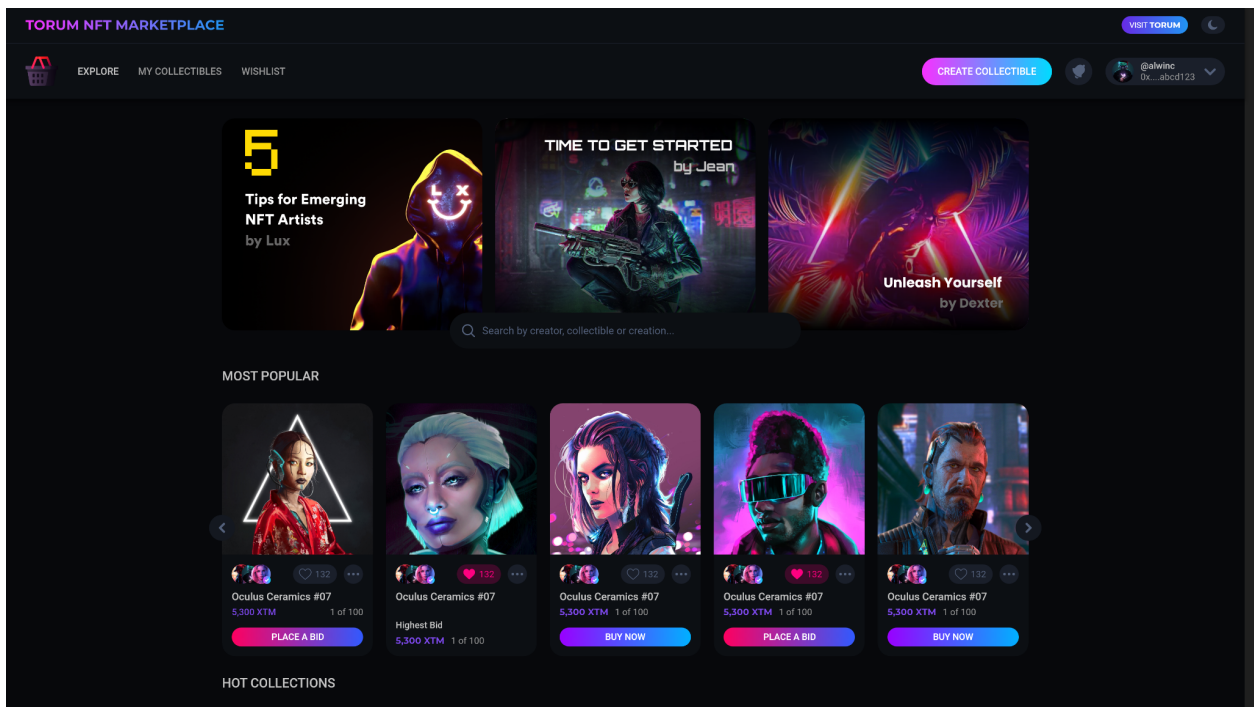 TORUM NFT MARKETPLACE
VISIT TORUM
EXPLORE
MY COLLECTIBLES
WISHLIST
CREATE COLLECTIBLE
@alwinc
0x....abcd123
5
Tips for Emerging
NFT Artists
by Lux
L X
TIME TO GET STARTED
by Jean
Unleash Yourself
by Dexter
Search by creator, collectible or creation...
MOST POPULAR
132
Oculus Ceramics #07
5,300 XTM 1 of 100
PLACE A BID
132
Oculus Ceramics #07
Highest Bid
5,300 XTM 1 of 100
132
Oculus Ceramics #07
5,300 XTM 1 of 100
BUY NOW
132
Oculus Ceramics #07
5,300 XTM 1 of 100
PLACE A BID
132
Oculus Ceramics #07
5,300 XTM 1 of 100
BUY NOW
HOT COLLECTIONS